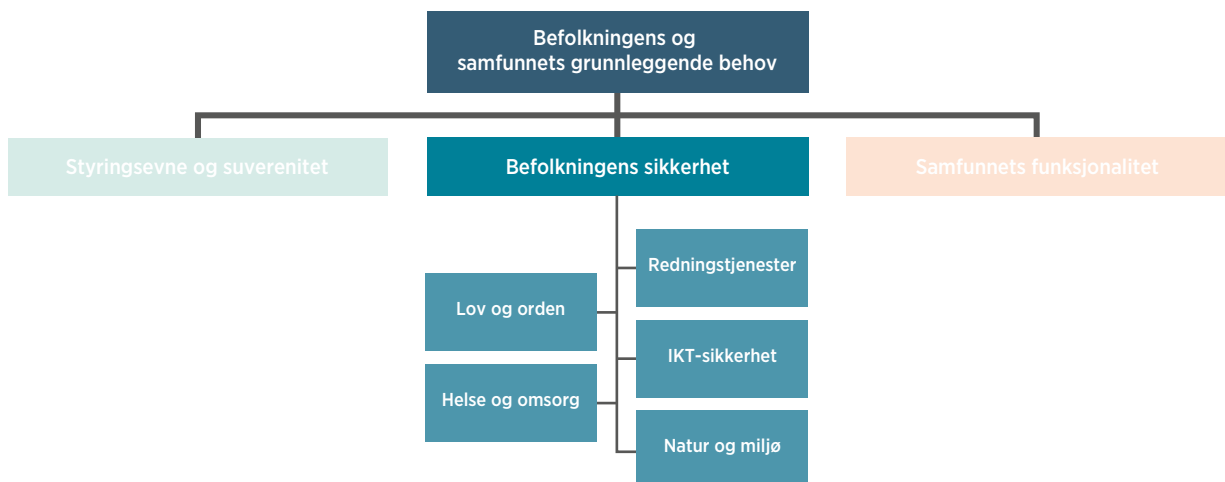 Befolkningens og
samfunnets grunnleggende behov
Styringsevne og suverenitet
Befolkningens sikkerhet
Samfunnets funksjonalitet
Redningstjenester
Lov og orden
IKT-sikkerhet
Helse og omsorg
Natur og miljø